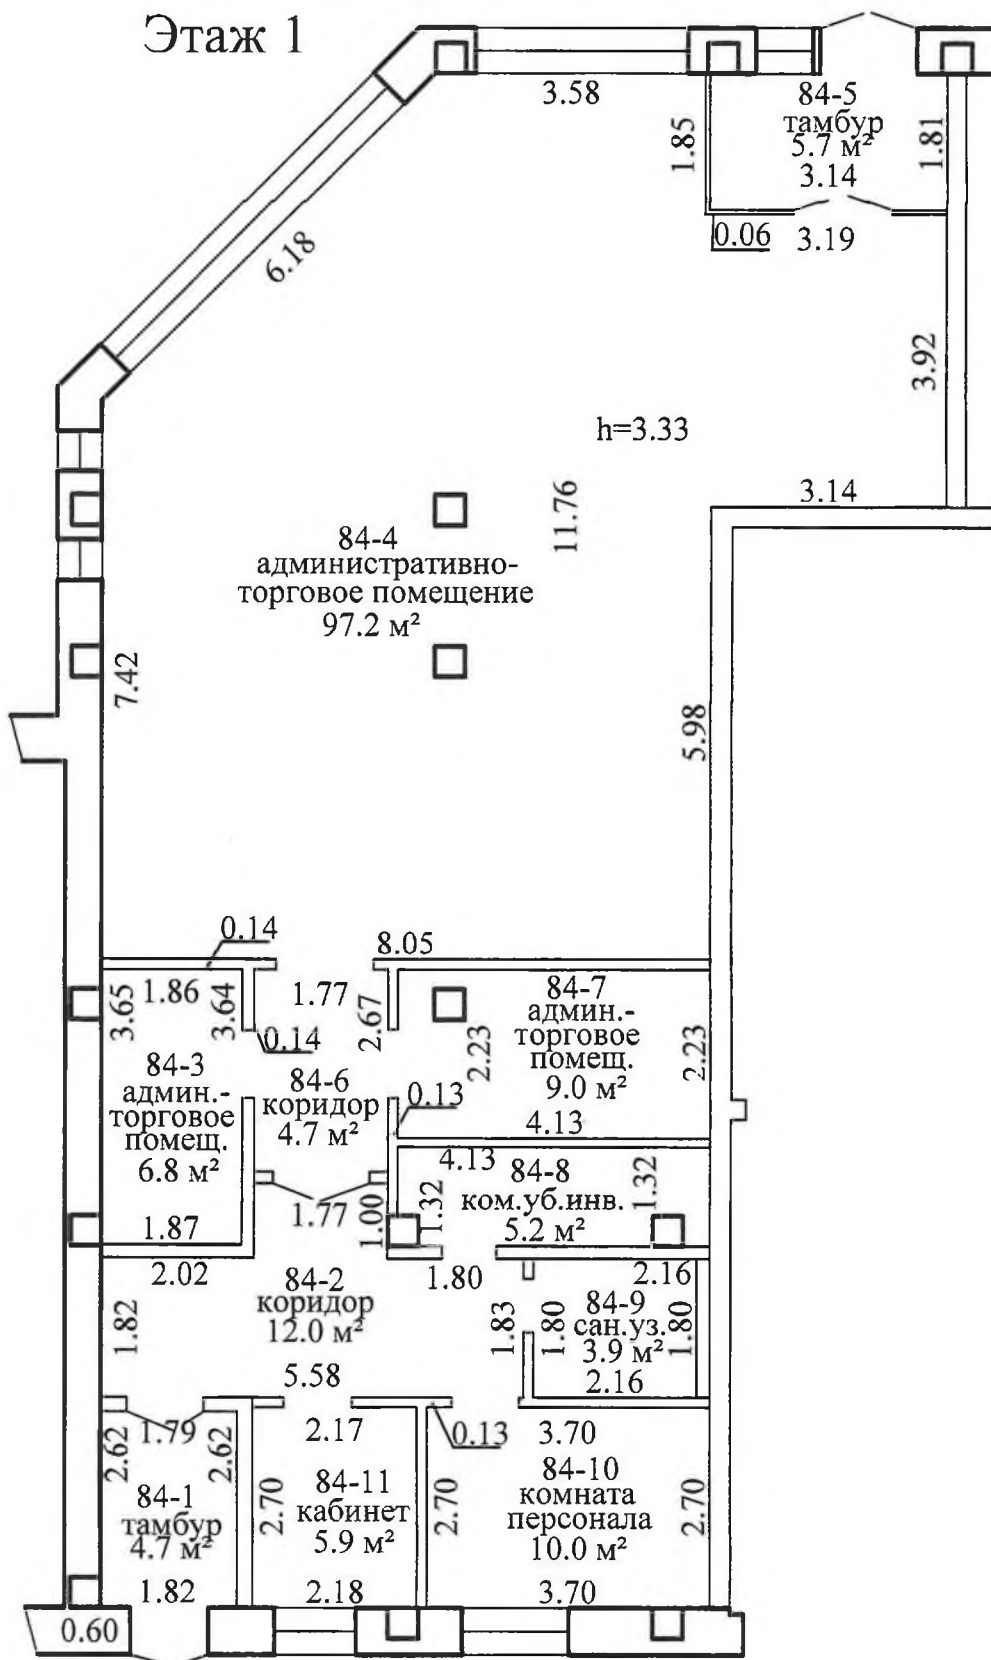 Этаж 1
3.58
1.85
84-5
тамбур
5.7 м²
3.14
1.81
0.06
3.19
6.18
3.92
h=3.33
3.14
11.76
84-4
административно-
торговое помещение
97.2 м²
7.42
5.98
0.14
8.05
3.65
1.86
3.64
1.77
2.67
0.14
84-7
админ.-
торговое
помещ.
9.0 м²
2.23
2.23
84-3
админ.-
торговое
помещ.
6.8 м²
84-6
коридор
4.7 м²
0.13
4.13
4.13
84-8
ком.уб.инв.
5.2 м²
1.32
1.32
1.77
1.00
1.87
2.02
1.80
2.16
84-2
коридор
12.0 м²
1.82
1.83
1.80
84-9
сан.уз.
3.9 м²
1.80
2.16
5.58
2.62
1.79
2.62
2.17
0.13
3.70
84-1
тамбур
4.7 м²
2.70
84-11
кабинет
5.9 м²
2.70
84-10
комната
персонала
10.0 м²
2.70
1.82
2.18
3.70
0.60